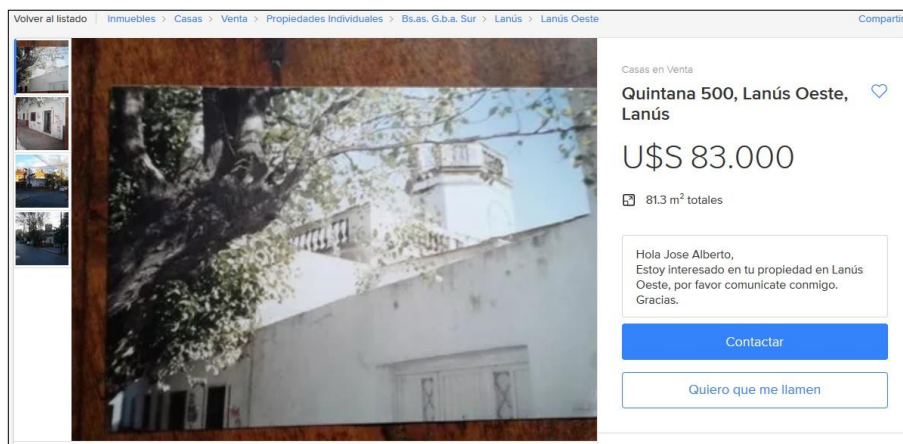 Volver al listado | Inmuebles > Casas > Venta > Propiedades Individuales > Bs.as. G.b.a. Sur > Lanús > Lanús Oeste Compartir
Casas en Venta
Quintana 500, Lanús Oeste,
Lanús
U$S 83.000
81.3 m² totales
Hola Jose Alberto,
Estoy interesado en tu propiedad en Lanús
Oeste, por favor comunicate conmigo.
Gracias.
Contactar
Quiero que me llamen